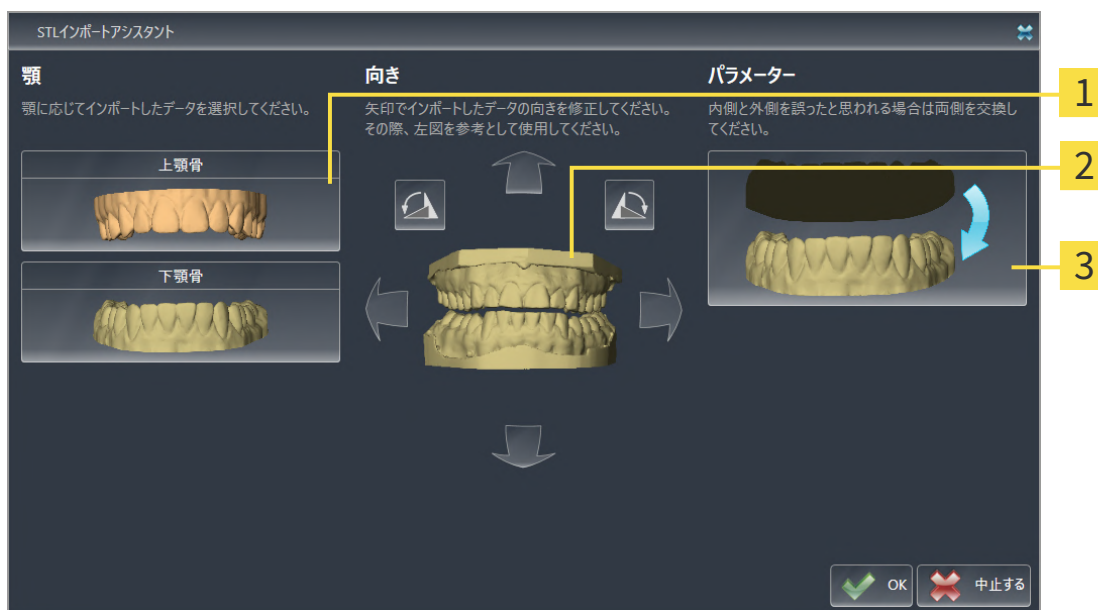 STLインポートアシスタント
顎
顎に応じてインポートしたデータを選択してください。
上顎骨
下顎骨
向き
矢印でインポートしたデータの向きを修正してください。
その際、左図を参考として使用してください。
パラメーター
内側と外側を誤ったと思われる場合は両側を交換し
てください。
1
2
3
OK
中止する